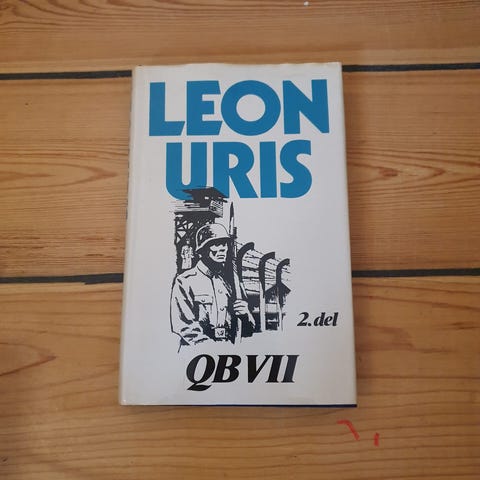 LEON
URIS
2. del
QB VII